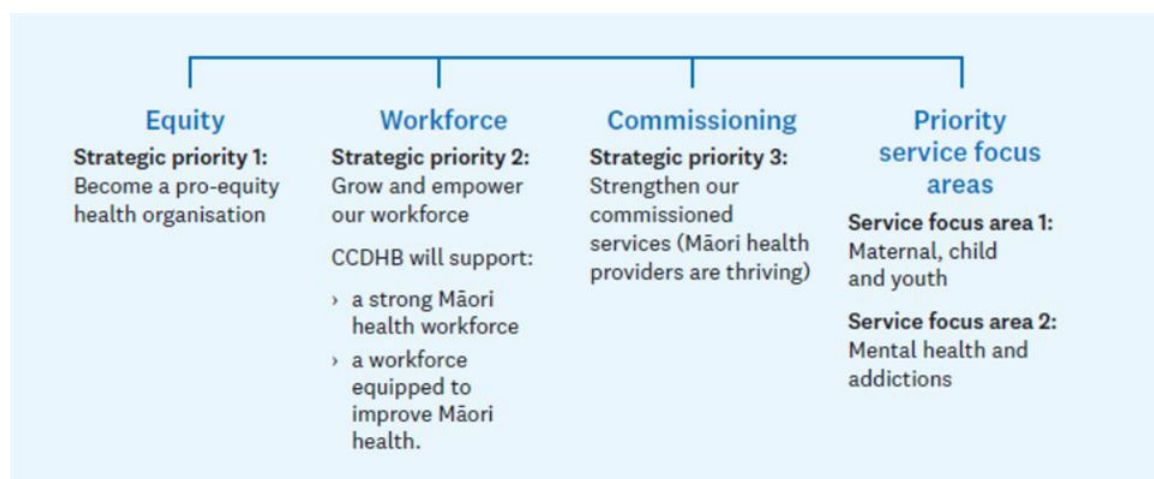 Equity
Strategic priority 1:
Become a pro-equity
health organisation
Workforce
Strategic priority 2:
Grow and empower
our workforce
CCDHB will support:
› a strong Māori
health workforce
› a workforce
equipped to
improve Māori
health.
Commissioning
Strategic priority 3:
Strengthen our
commissioned
services (Māori health
providers are thriving)
Priority
service focus
areas
Service focus area 1:
Maternal, child
and youth
Service focus area 2:
Mental health and
addictions